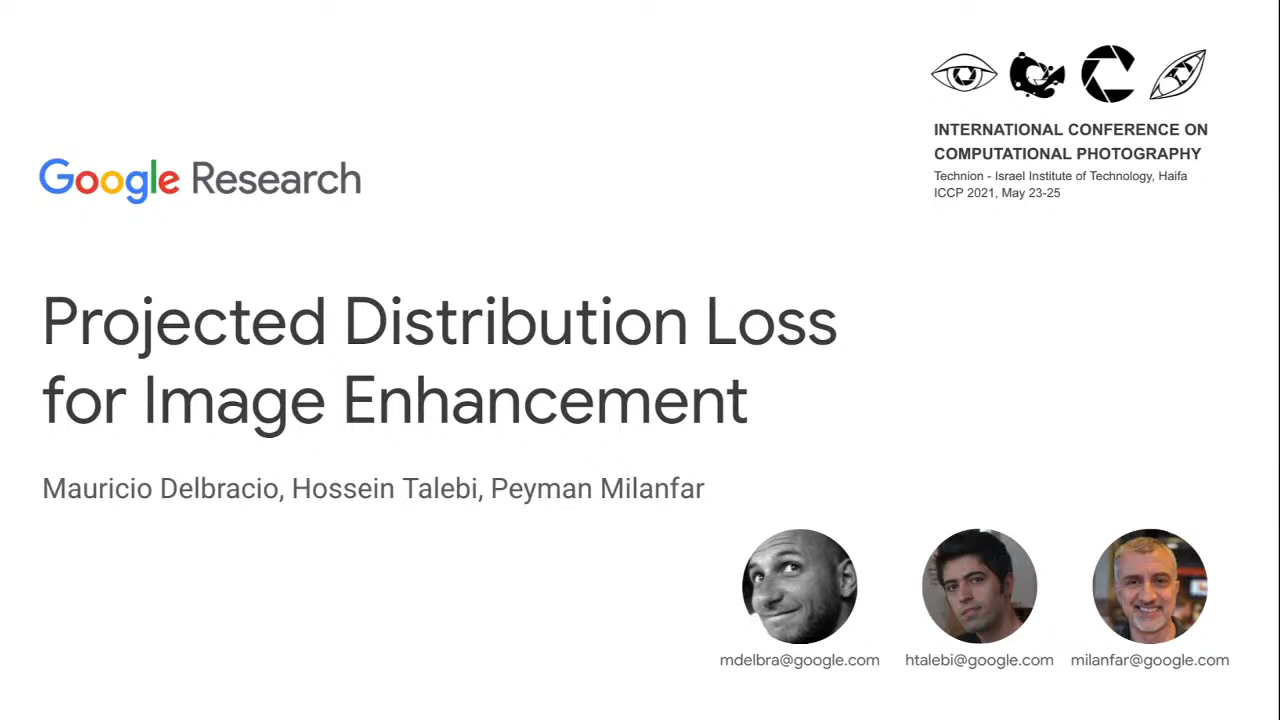 INTERNATIONAL CONFERENCE ON
COMPUTATIONAL PHOTOGRAPHY
Technion - Israel Institute of Technology, Haifa
ICCP 2021, May 23-25
Google Research
Projected Distribution Loss
for Image Enhancement
Mauricio Delbracio, Hossein Talebi, Peyman Milanfar
mdelbra@google.com htalebi@google.com milanfar@google.com